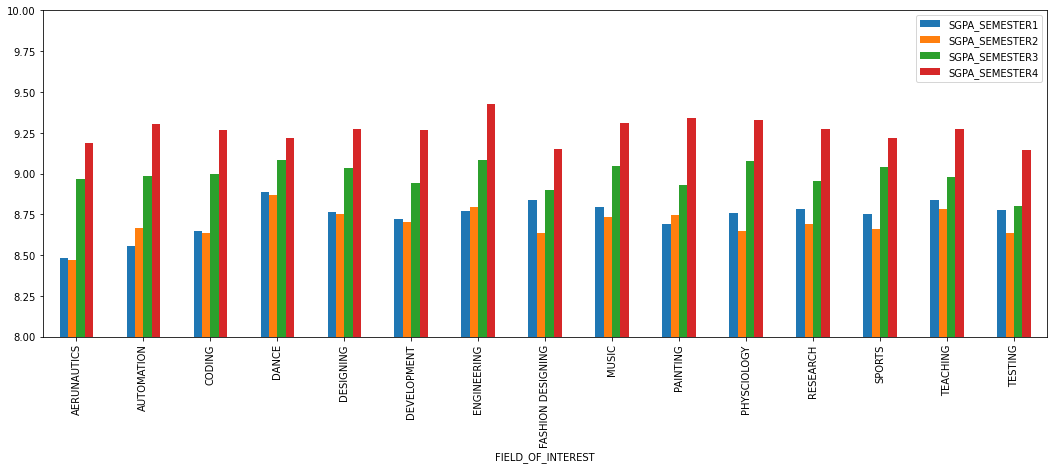 10.00
9.75
9.50
9.25
9.00
8.75
8.50
8.25
8.00
SGPA_SEMESTER1
SGPA_SEMESTER2
SGPA_SEMESTER3
SGPA_SEMESTER4
AERUNAUTICS
AUTOMATION
CODING
DANCE
DESIGNING
DEVELOPMENT
ENGINEERING
FASHION DESIGNING
MUSIC
PAINTING
PHYSCIOLOGY
RESEARCH
SPORTS
TEACHING
TESTING
FIELD_OF_INTEREST